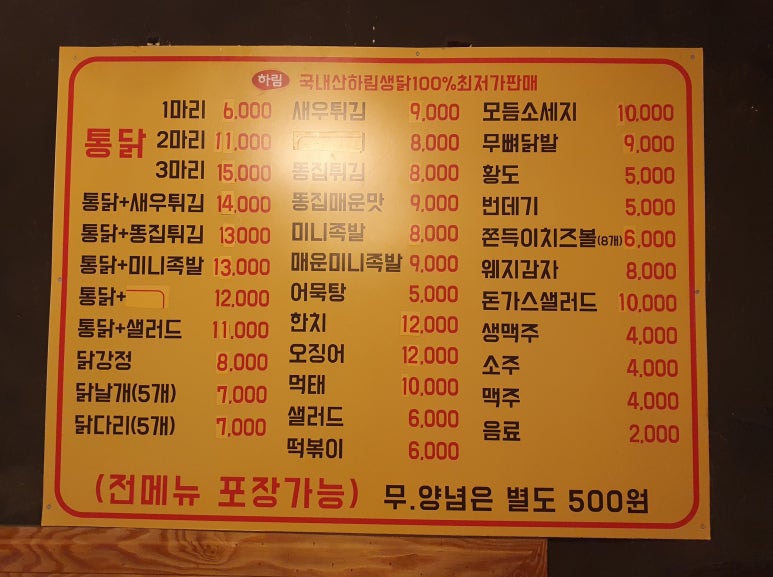 하림 국내산하림생닭100%최저가판매
통닭
1마리 6,000
2마리 11,000
3마리 15,000
통닭+새우튀김 14,000
통닭+똥집튀김 13000
통닭+미니족발 13,000
통닭+ 12,000
통닭+샐러드 11,000
닭강정 8,000
닭날개(5개) 7,000
닭다리(5개) 7,000
새우튀김 9,000
8,000
똥집튀김 8,000
똥집매운맛 9,000
미니족발 8,000
매운미니족발 9,000
어묵탕 5,000
한치 12,000
오징어 12,000
먹태 10,000
샐러드 6,000
떡볶이 6,000
모듬소세지 10,000
무뼈닭발 9,000
황도 5,000
번데기 5,000
쫀득이치즈볼(8개) 6,000
웨지감자 8,000
돈가스샐러드 10,000
생맥주 4,000
소주 4,000
맥주 4,000
음료 2,000
(전메뉴 포장가능) 무.양념은 별도 500원